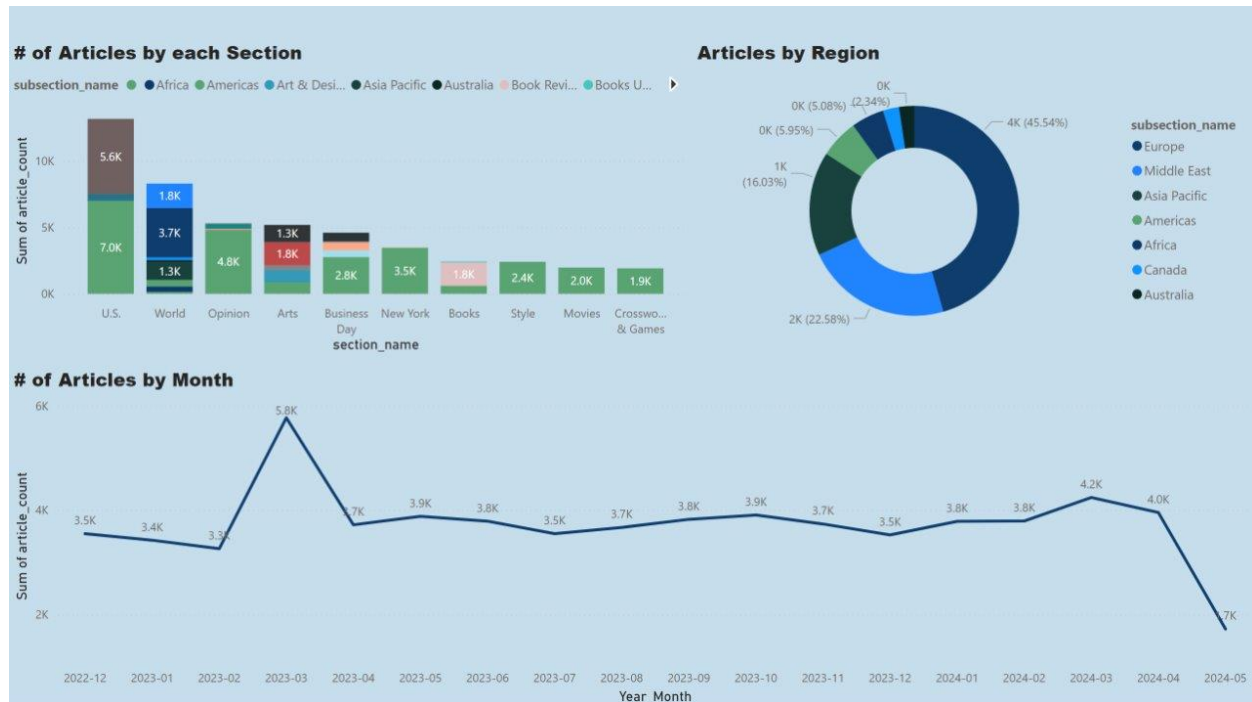 # of Articles by each Section
subsection_name Africa Americas Art & Desi... Asia Pacific Australia Book Revi... Books U...
Sum of article_count
10K
5K
0K
5.6K
7.0K
1.8K
3.7K
1.3K
4.8K
1.3K
1.8K
2.8K
3.5K
1.8K
2.4K
2.0K
1.9K
U.S. World Opinion Arts Business New York Books Style Movies Crosswo...
Day & Games
section_name
Articles by Region
0K
0K (5.08%) (2.34%)
0K (5.95%)
1K
(16.03%)
2K (22.58%)
4K (45.54%)
subsection_name
Europe
Middle East
Asia Pacific
Americas
Africa
Canada
Australia
# of Articles by Month
Sum of article_count
6K
4K
2K
3.5K 3.4K 3.3K 5.8K 3.9K 3.8K 3.5K 3.7K 3.8K 3.9K 3.7K 3.5K 3.8K 3.8K 4.2K 4.0K
2022-12 2023-01 2023-02 2023-03 2023-04 2023-05 2023-06 2023-07 2023-08 2023-09 2023-10 2023-11 2023-12 2024-01 2024-02 2024-03 2024-04 2024-05
Year Month